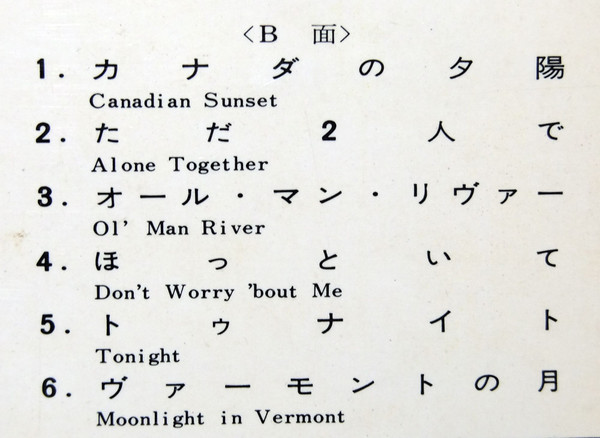 〈B 面〉
1. カナダの夕陽
Canadian Sunset
2. ただ2人で
Alone Together
3. オール・マン・リヴァー
Ol' Man River
4. ほっといて
Don't Worry 'bout Me
5. トゥナイト
Tonight
6. ヴァーモントの月
Moonlight in Vermont